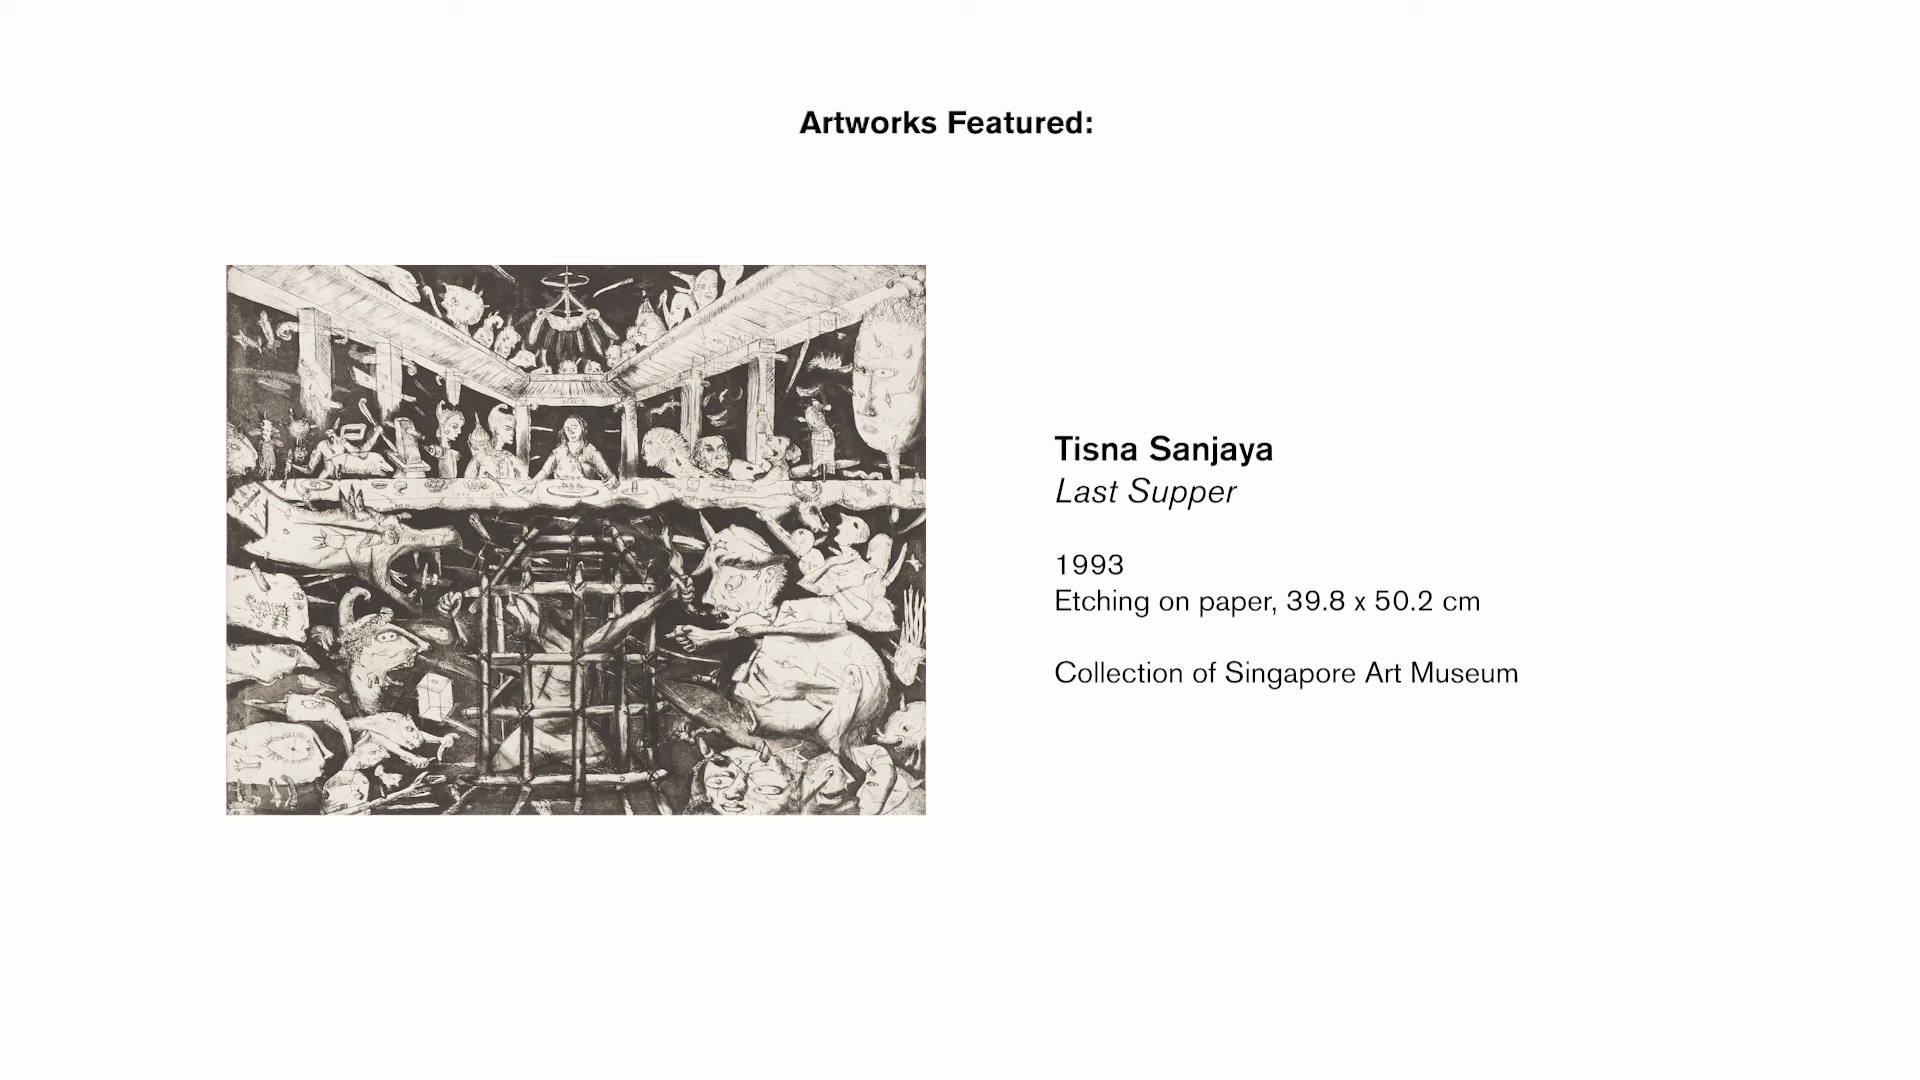 Artworks Featured:
Tisna Sanjaya
Last Supper
1993
Etching on paper, 39.8 x 50.2 cm
Collection of Singapore Art Museum